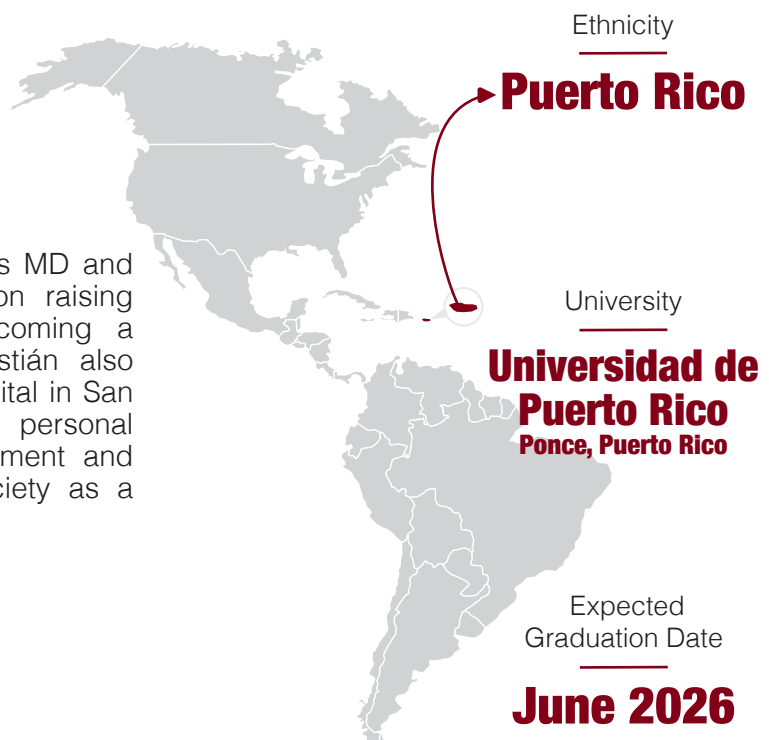 Ethnicity
Puerto Rico
s MD and
on raising
coming a
stián also
ital in San
personal
ment and
ciety as a
University
Universidad de
Puerto Rico
Ponce, Puerto Rico
Expected
Graduation Date
June 2026